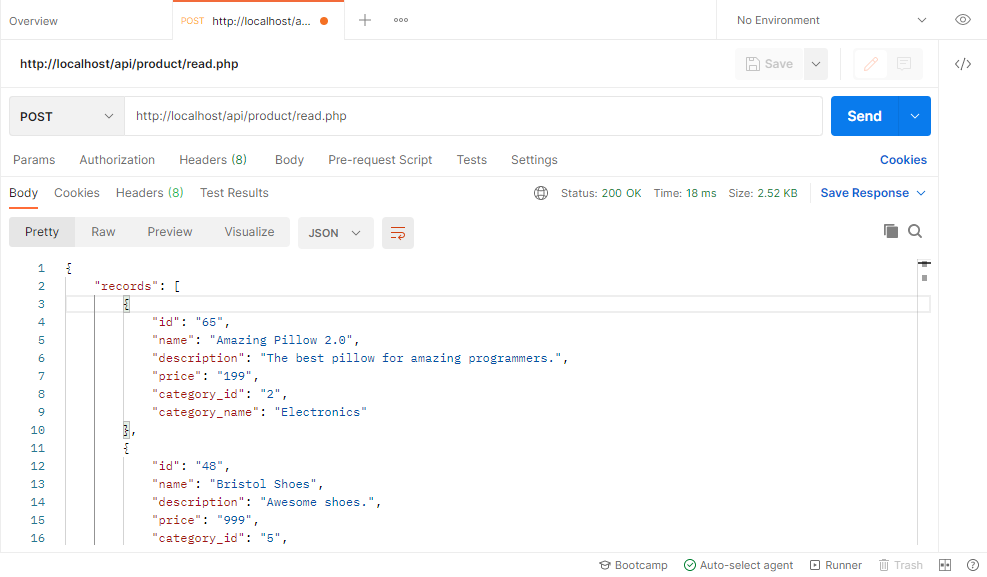 Overview
POST http://localhost/a...
No Environment
http://localhost/api/product/read.php
Save
</>
POST http://localhost/api/product/read.php Send
Params Authorization Headers (8) Body Pre-request Script Tests Settings Cookies
Body Cookies Headers (8) Test Results Status: 200 OK Time: 18 ms Size: 2.52 KB Save Response
Pretty Raw Preview Visualize JSON
1 {
2 "records": [
3 {
4 "id": "65",
5 "name": "Amazing Pillow 2.0",
6 "description": "The best pillow for amazing programmers.",
7 "price": "199",
8 "category_id": "2",
9 "category_name": "Electronics"
10 },
11 {
12 "id": "48",
13 "name": "Bristol Shoes",
14 "description": "Awesome shoes.",
15 "price": "999",
16 "category_id": "5",
Bootcamp Auto-select agent Runner Trash